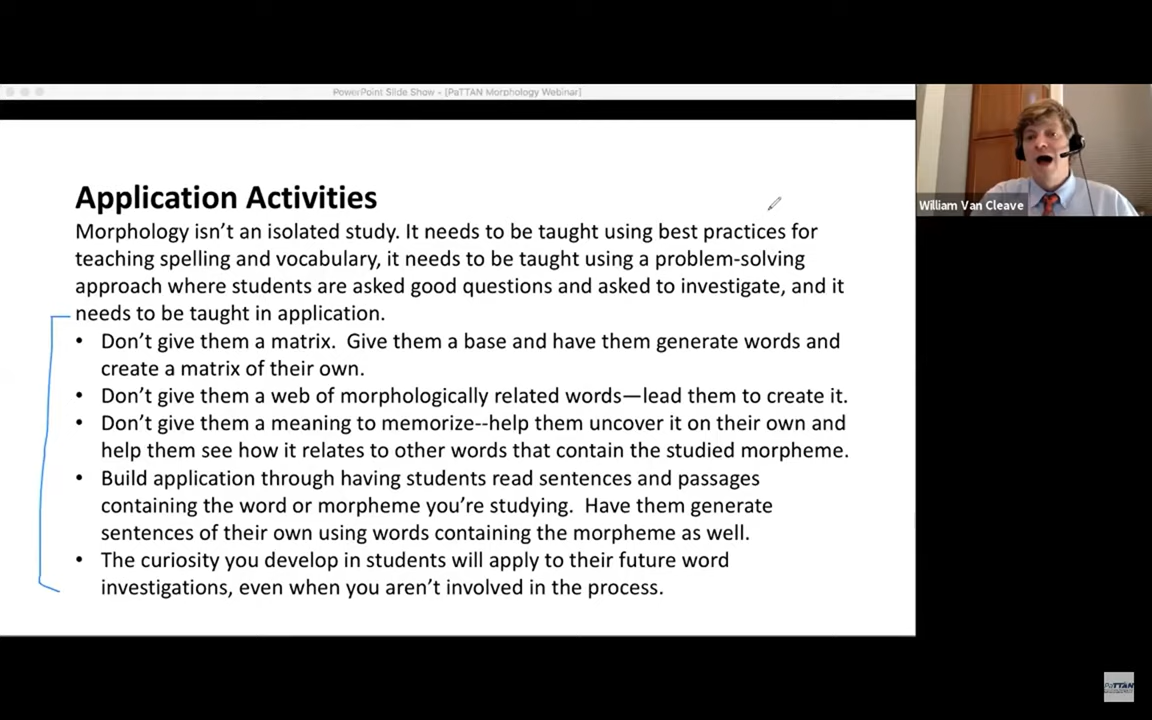 PowerPoint Slide Show - [PaTTAN Morphology Webinar]
William Van Cleave
Application Activities
Morphology isn't an isolated study. It needs to be taught using best practices for
teaching spelling and vocabulary, it needs to be taught using a problem-solving
approach where students are asked good questions and asked to investigate, and it
needs to be taught in application.
• Don't give them a matrix.  Give them a base and have them generate words and
create a matrix of their own.
• Don't give them a web of morphologically related words—lead them to create it.
• Don't give them a meaning to memorize--help them uncover it on their own and
help them see how it relates to other words that contain the studied morpheme.
• Build application through having students read sentences and passages
containing the word or morpheme you're studying.  Have them generate
sentences of their own using words containing the morpheme as well.
• The curiosity you develop in students will apply to their future word
investigations, even when you aren't involved in the process.
PaTTAN